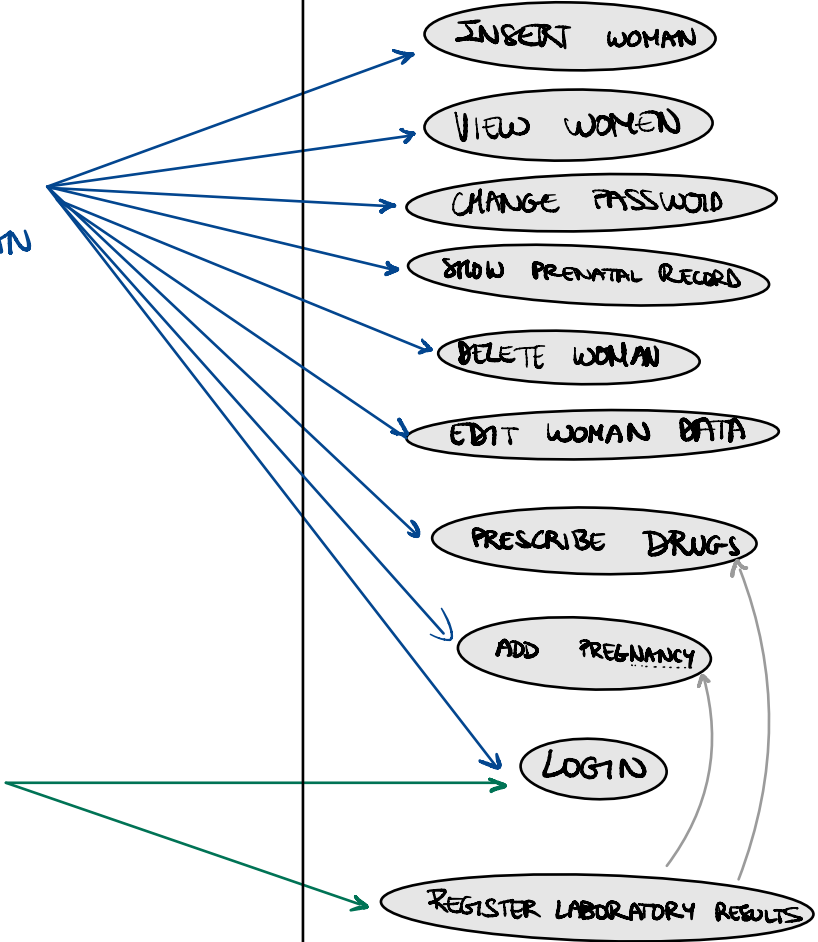 INSERT WOMAN
VIEW WOMEN
CHANGE PASSWORD
SHOW PRENATAL RECORD
DELETE WOMAN
EDIT WOMAN DATA
PRESCRIBE DRUGS
ADD PREGNANCY
LOGIN
REGISTER LABORATORY RESULTS